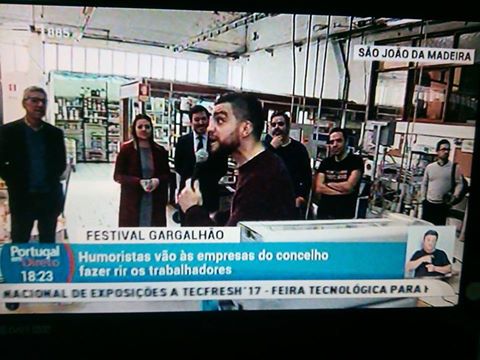 1885
SÃO JOÃO DA MADEIRA
FESTIVAL GARGALHÃO
Portugal
em Direto
18:23
Humoristas vão às empresas do concelho
fazer rir os trabalhadores
NACIONAL DE EXPOSIÇÕES A TECFRESH'17 - FEIRA TECNOLÓGICA PARA